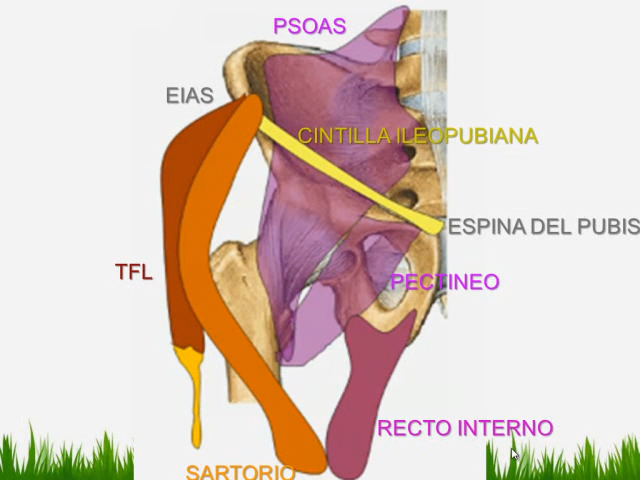 PSOAS
EIAS
CINTILLA ILEOPUBIANA
ESPINA DEL PUBIS
TFL
PECTINEO
RECTO INTERNO
SARTORIO